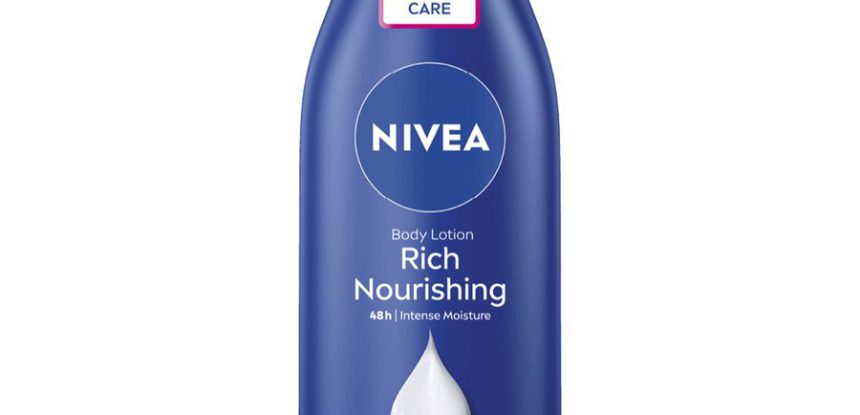 CARE
NIVEA
Body Lotion
Rich
Nourishing
48h | Intense Moisture